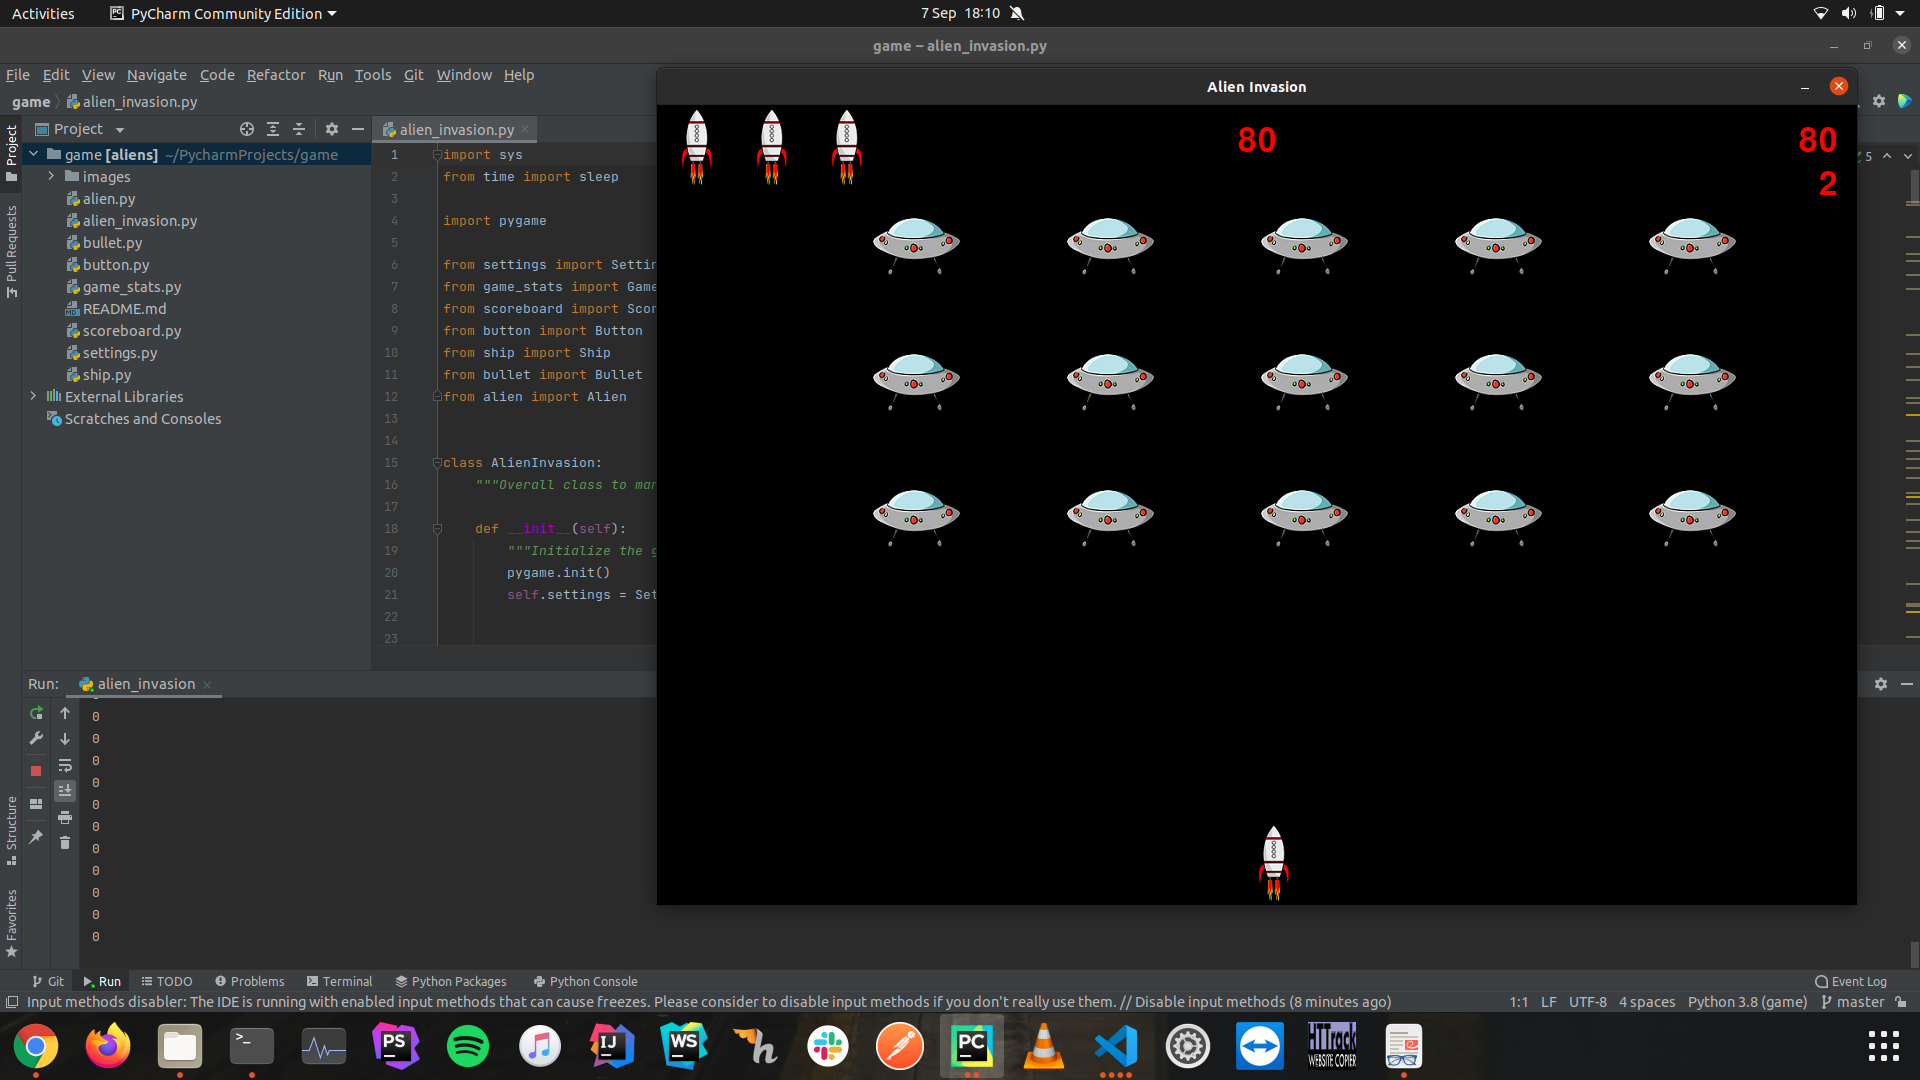 Activities
PyCharm Community Edition
7 Sep 18:10
game – alien_invasion.py
File Edit View Navigate Code Refactor Run Tools Git Window Help
game alien_invasion.py
Alien Invasion
Project
alien_invasion.py
80
80
2
5
Project
Pull Requests
Structure
Favorites
game [aliens] ~/PycharmProjects/game
images
alien.py
alien_invasion.py
bullet.py
button.py
game_stats.py
README.md
scoreboard.py
settings.py
ship.py
External Libraries
Scratches and Consoles
1 import sys
2 from time import sleep
3
4 import pygame
5
6 from settings import Settin
7 from game_stats import Game
8 from scoreboard import Scor
9 from button import Button
10 from ship import Ship
11 from bullet import Bullet
12 from alien import Alien
13
14
15 class AlienInvasion:
16 """Overall class to man
17
18 def __init__(self):
19 """Initialize the g
20 pygame.init()
21 self.settings = Set
22
23
Run: alien_invasion
0
0
0
0
0
0
0
0
0
0
0
Git Run TODO Problems Terminal Python Packages Python Console Event Log
Input methods disabler: The IDE is running with enabled input methods that can cause freezes. Please consider to disable input methods if you don't really use them. // Disable input methods (8 minutes ago) 1:1 LF UTF-8 4 spaces Python 3.8 (game) master
PS
IJ
WS
h
PC
HTTrack
WEBSITE COPIER